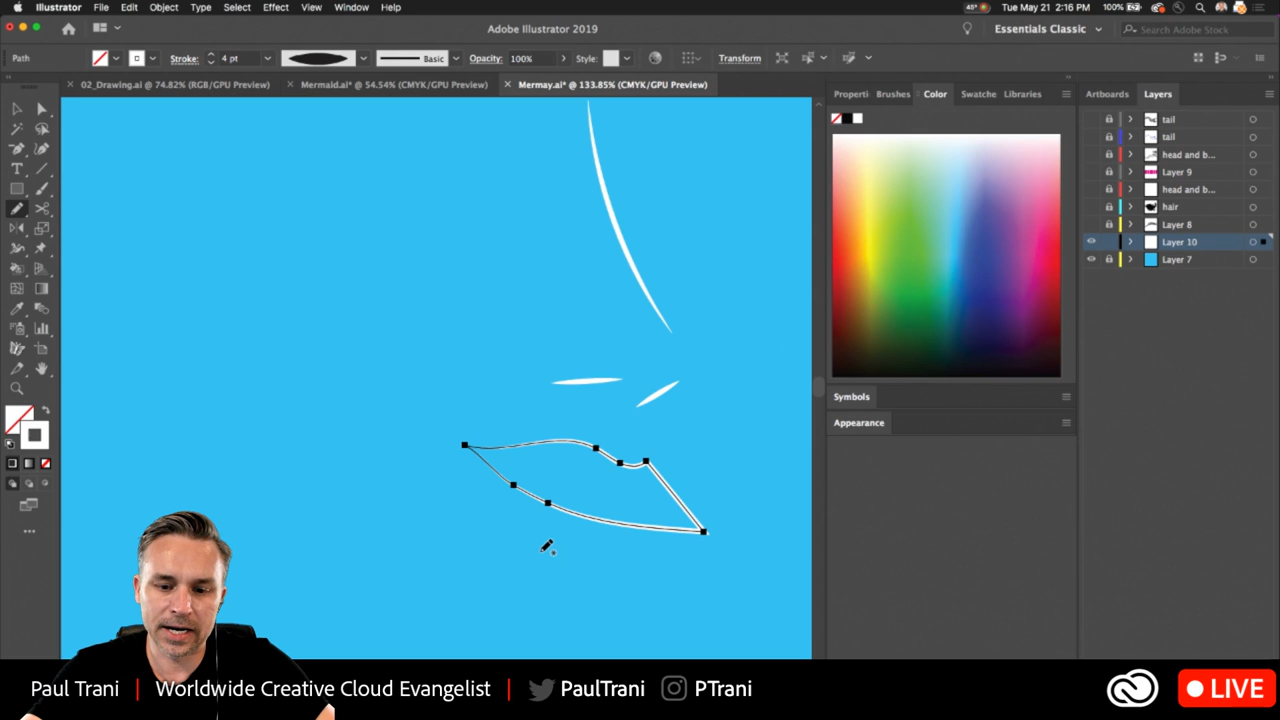 Illustrator File Edit Object Type Select Effect View Window Help
45° Tue May 21 2:16 PM 100%
Adobe Illustrator 2019
Essentials Classic
Search Adobe Stock
Path Stroke: 4 pt Basic Opacity: 100% Style: Transform
02_Drawing.ai @ 74.82% (RGB/GPU Preview) MermaId.ai* @ 54.54% (CMYK/GPU Preview) Mermay.ai* @ 133.85% (CMYK/GPU Preview)
Properti Brushes Color Swatche Libraries
Artboards Layers
tail
tail
head and b...
Layer 9
head and b...
hair
Layer 8
Layer 10
Layer 7
Symbols
Appearance
Paul Trani | Worldwide Creative Cloud Evangelist | PaulTrani PTrani
LIVE